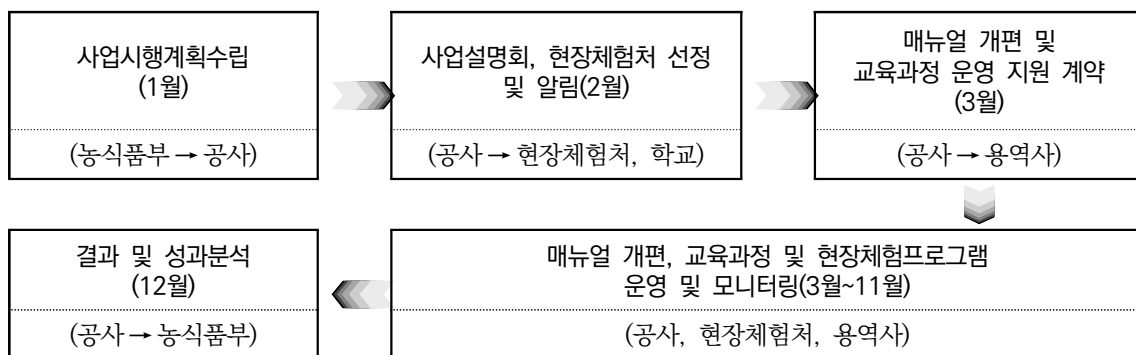 사업시행계획수립
(1월)
(농식품부 → 공사)
사업설명회, 현장체험처 선정
및 알림(2월)
(공사 → 현장체험처, 학교)
매뉴얼 개편 및
교육과정 운영 지원 계약
(3월)
(공사 → 용역사)
매뉴얼 개편, 교육과정 및 현장체험프로그램
운영 및 모니터링(3월~11월)
(공사, 현장체험처, 용역사)
결과 및 성과분석
(12월)
(공사 → 농식품부)